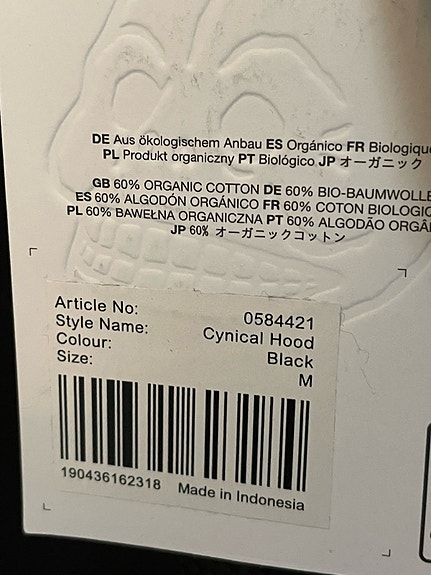 DE Aus ökologischem Anbau ES Orgánico FR Biologique
PL Produkt organiczny PT Biológico JP オーガニック
GB 60% ORGANIC COTTON DE 60% BIO-BAUMWOLLE
ES 60% ALGODÓN ORGÁNICO FR 60% COTON BIOLOGIQ
PL 60% BAWEŁNA ORGANICZNA PT 60% ALGODÃO ORGÂ
JP 60% オーガニックコットン
Article No: 0584421
Style Name: Cynical Hood
Colour: Black
Size: M
190436162318 Made in Indonesia